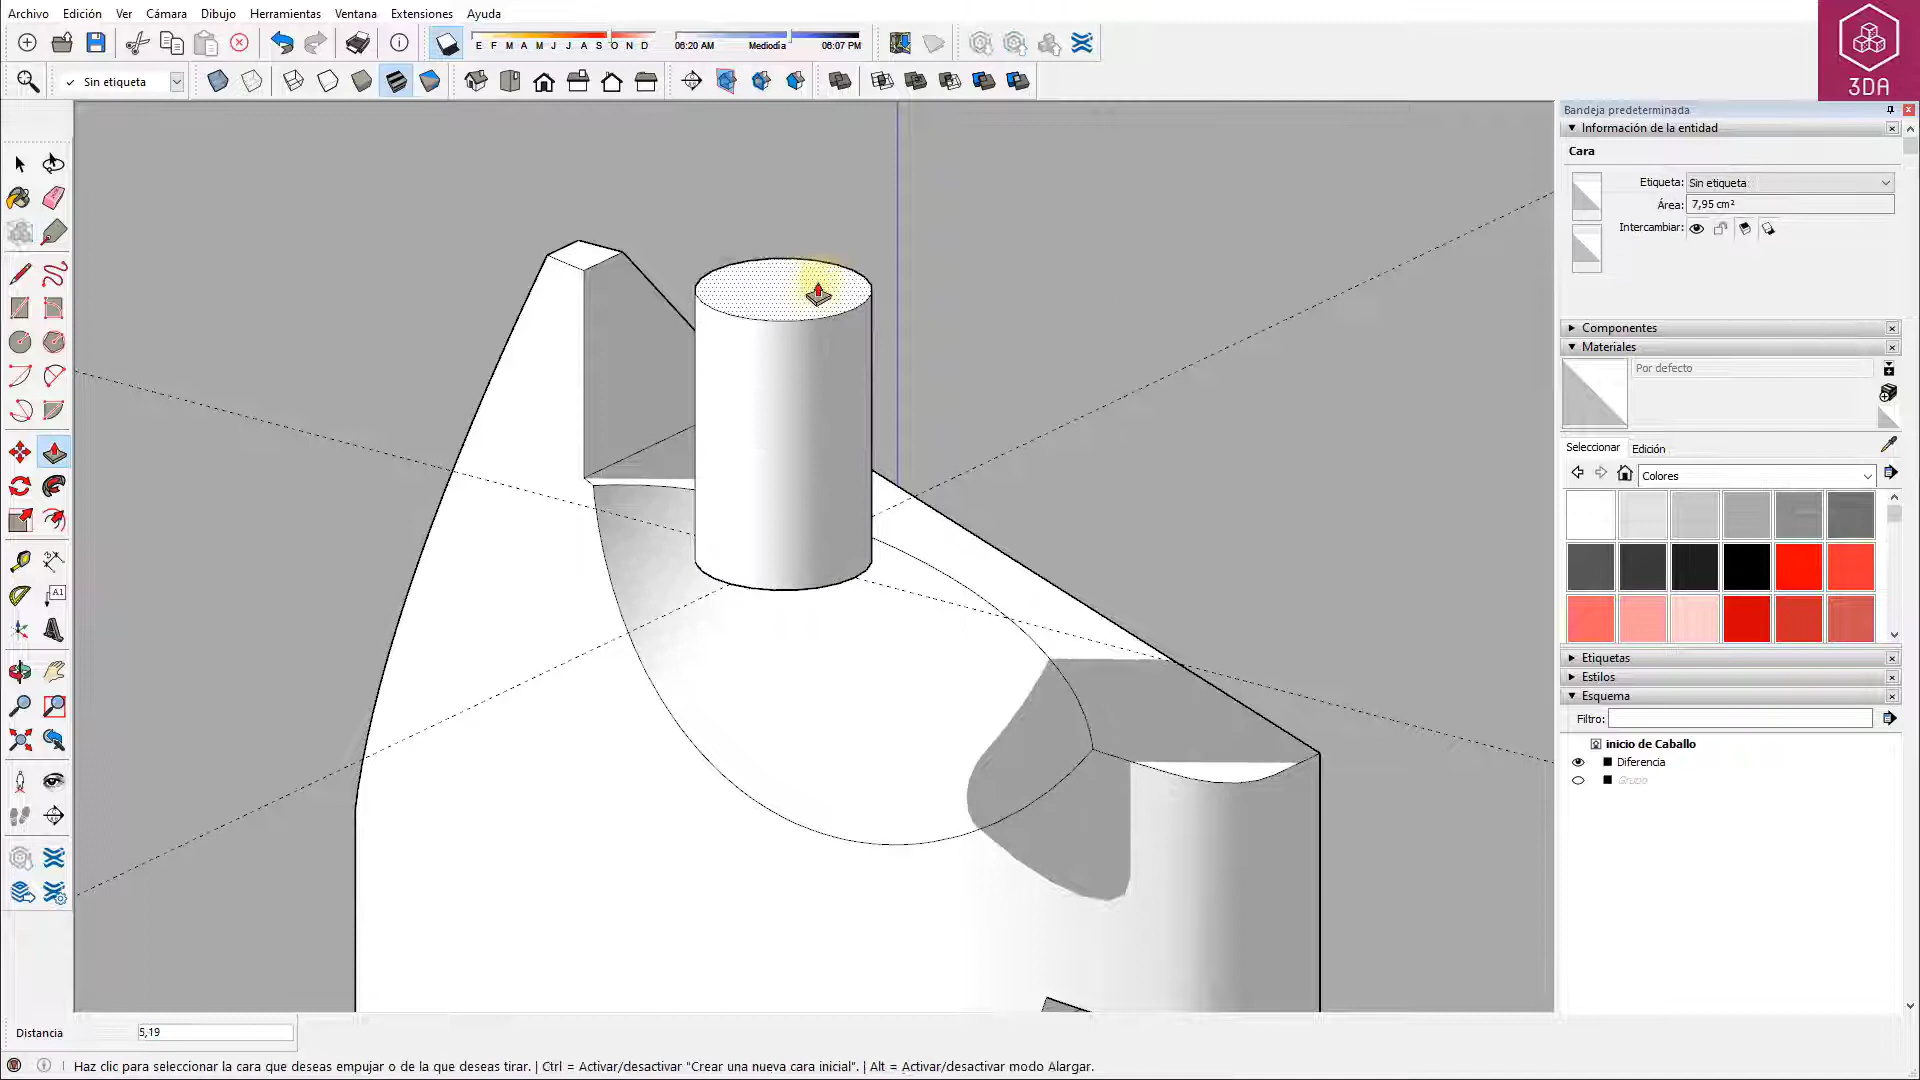 Archivo Edición Ver Cámara Dibujo Herramientas Ventana Extensiones Ayuda
3DA
E F M A M J J A S O N D 06:20 AM Mediodía 06:07 PM
Sin etiqueta
Bandeja predeterminada
Información de la entidad
Cara
Etiqueta: Sin etiqueta
Área: 7,95 cm²
Intercambiar:
Componentes
Materiales
Por defecto
Seleccionar Edición
Colores
A1
Etiquetas
Estilos
Esquema
Filtro:
inicio de Caballo
Diferencia
Grupo
Distancia 5,19
Haz clic para seleccionar la cara que deseas empujar o de la que deseas tirar. | Ctrl = Activar/desactivar "Crear una nueva cara inicial". | Alt = Activar/desactivar modo Alargar.